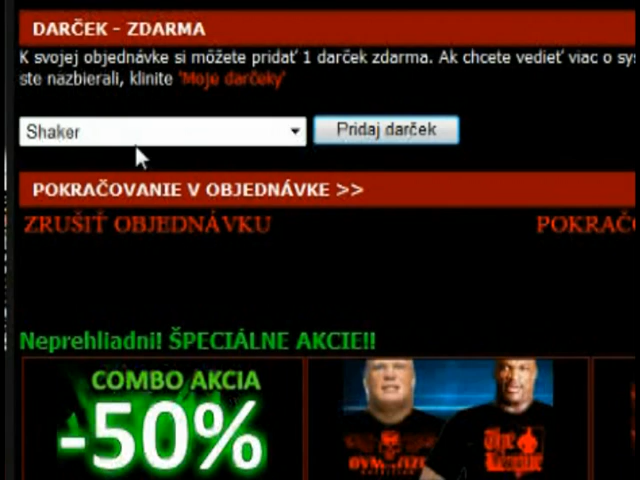 DARČEK - ZDARMA
K svojej objednávke si môžete pridať 1 darček zdarma. Ak chcete vedieť viac o
ste nazbierali, klinite 'Moje darčeky'
Shaker
Pridaj darček
POKRAČOVANIE V OBJEDNÁVKE >>
ZRUŠIŤ OBJEDNÁVKU
Neprehliadni! ŠPECIÁLNE AKCIE!!
COMBO AKCIA
-50%